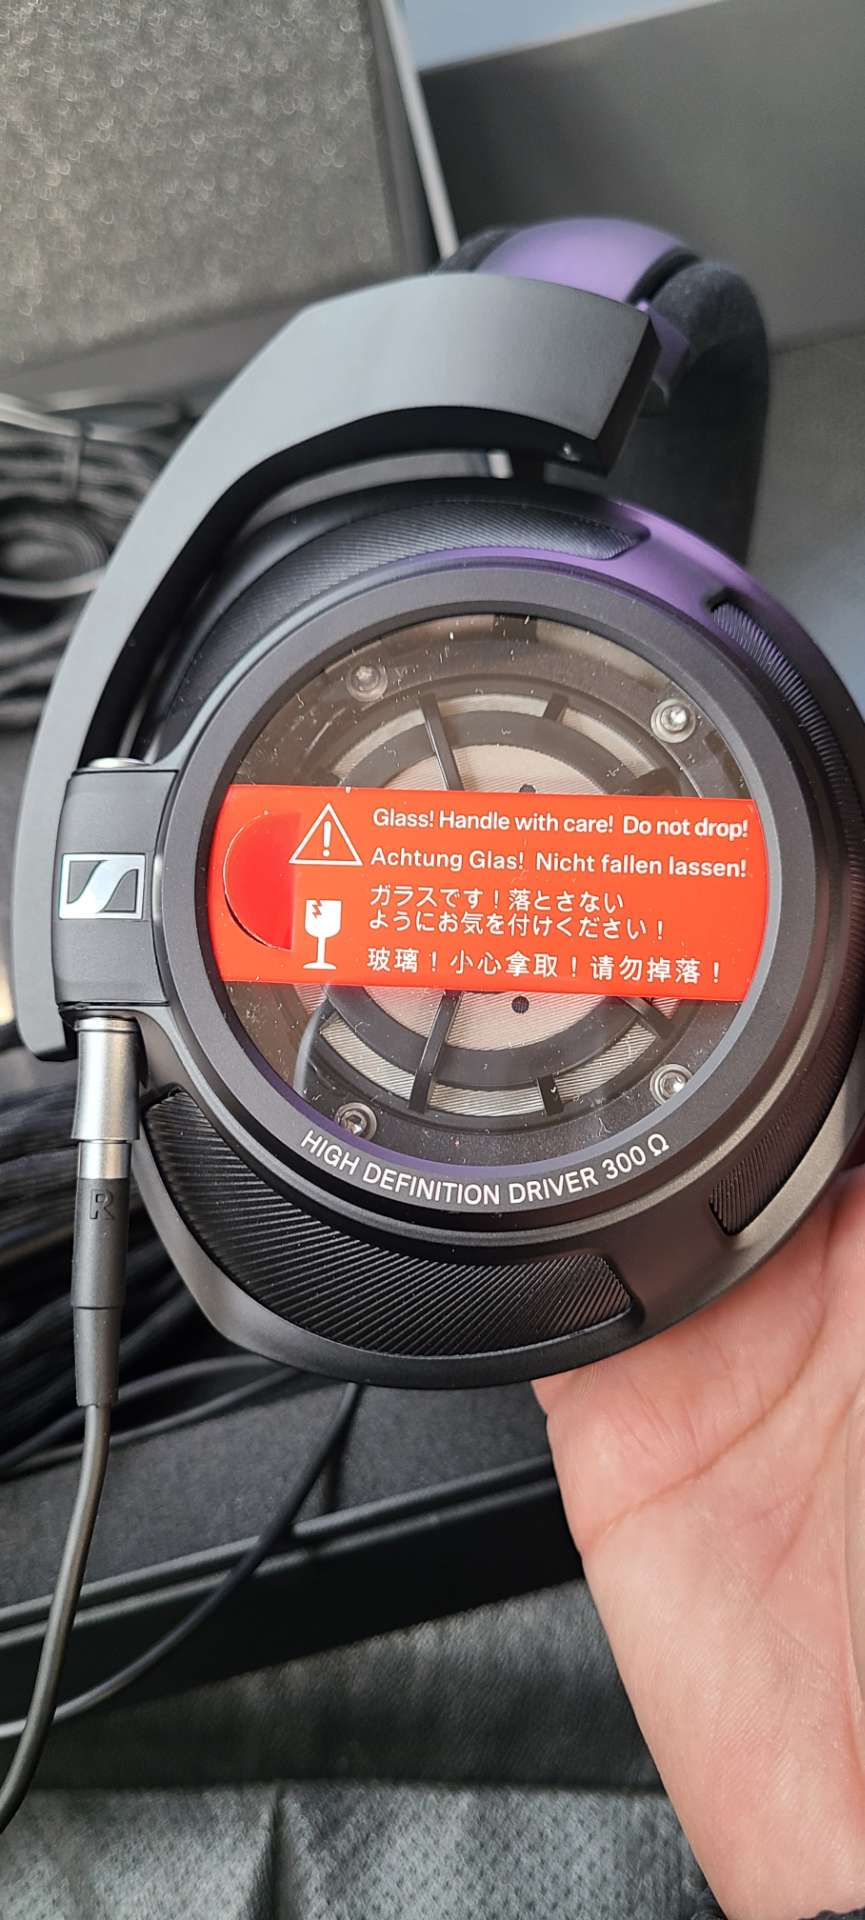 Glass! Handle with care! Do not drop!
Achtung Glas! Nicht fallen lassen!
ガラスです！落とさない
ようにお気を付けください！
玻璃！小心拿取！请勿掉落！
HIGH DEFINITION DRIVER 300 Ω
R